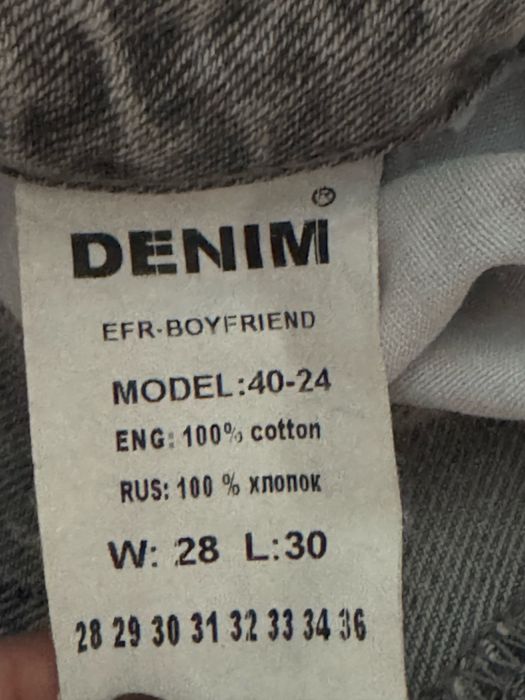 ®
DENIM
EFR-BOYFRIEND
MODEL:40-24
ENG: 100% cotton
RUS: 100 % хлопок
W: 28 L:30
28 29 30 31 32 33 34 36